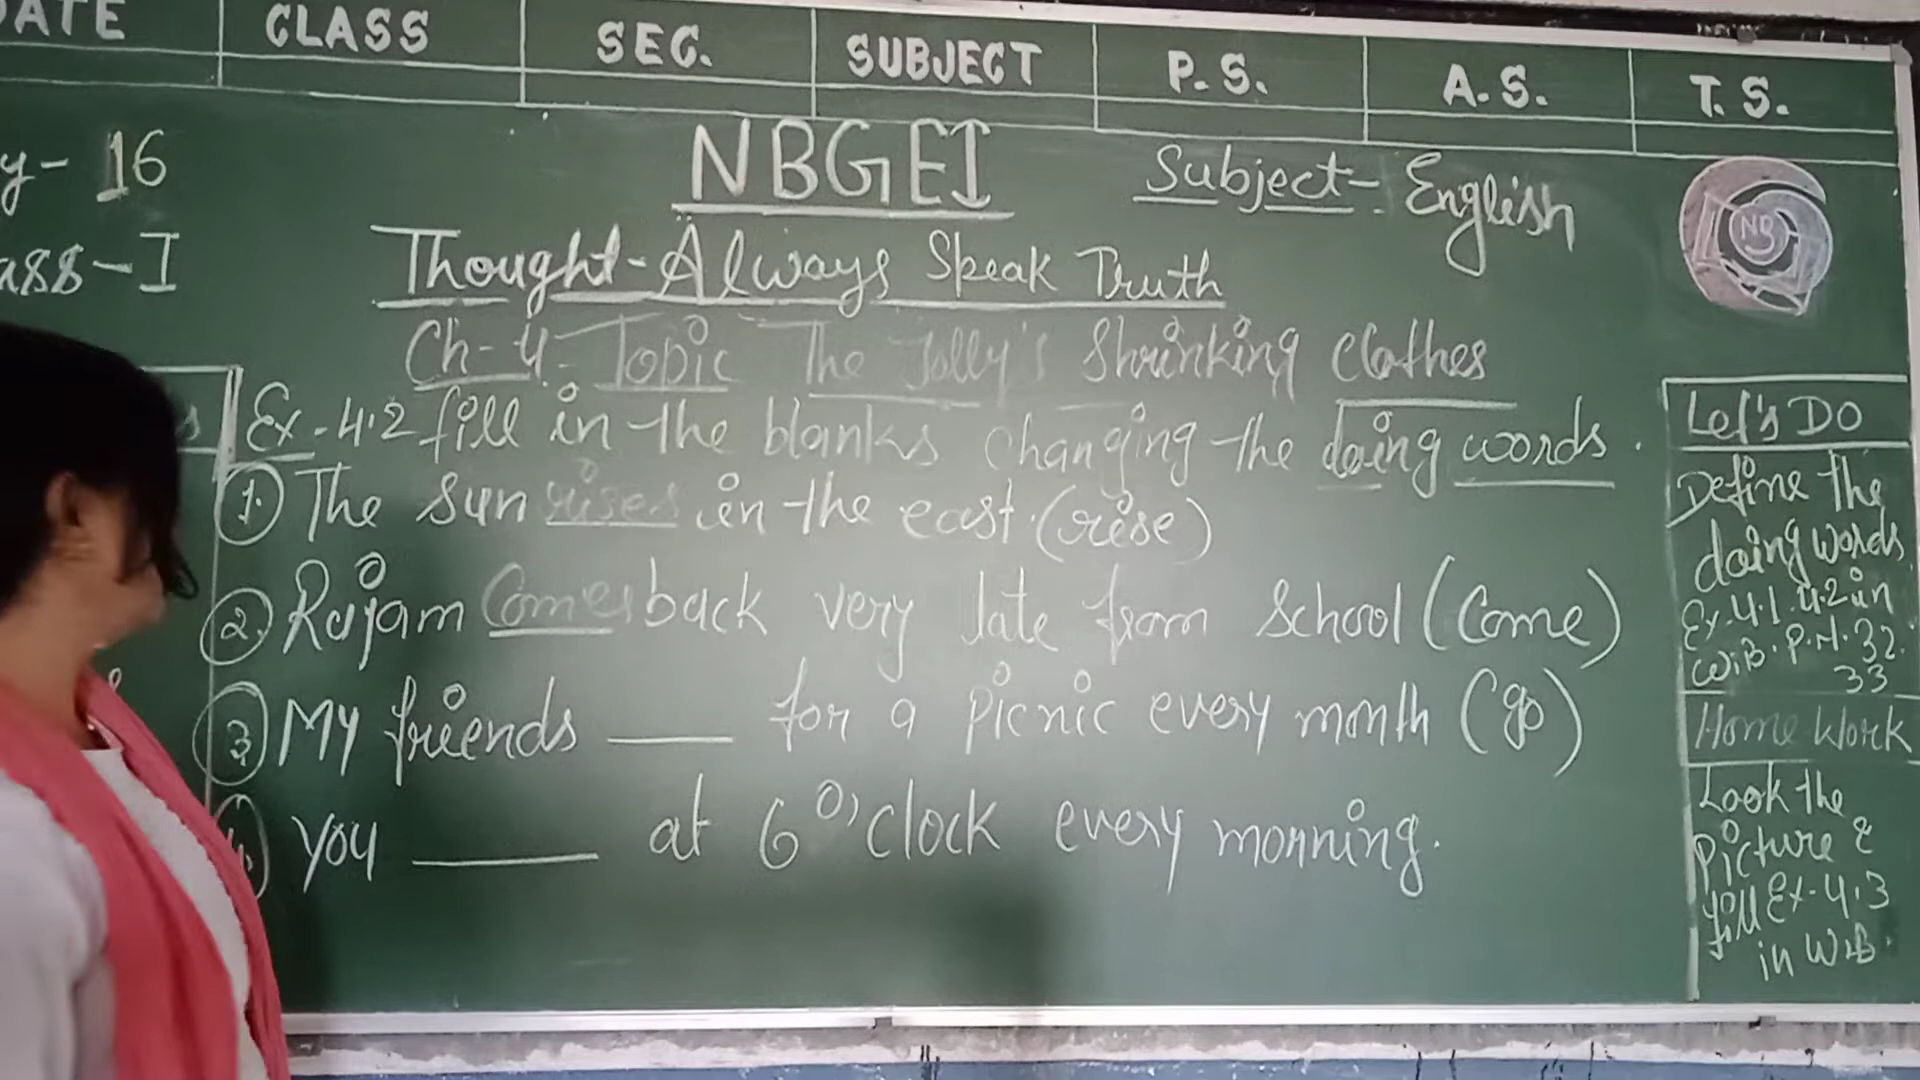 DATE CLASS SEC. SUBJECT P. S. A. S. T. S.
y- 16
NBGEI
Subject- English
NB
ass-I
Thought- Always Speak Truth
Ch-4- Topic The Jolly's Shrinking Clothes
Ex-4.2 fill in the blanks changing the doing words.
1. The sun rises in the east. (rise)
2. Rajam Comes back very late from School (Come)
3 My friends ___ for a picnic every month (go)
4. You ___ at 6 O'clock every morning.
Let's DO
Define the
doing words
Ex-4.1. 4.2 in
W.B. P.N. 32.
33
Home Work
Look the
Picture &
fill Ex-4.3
in W.B.